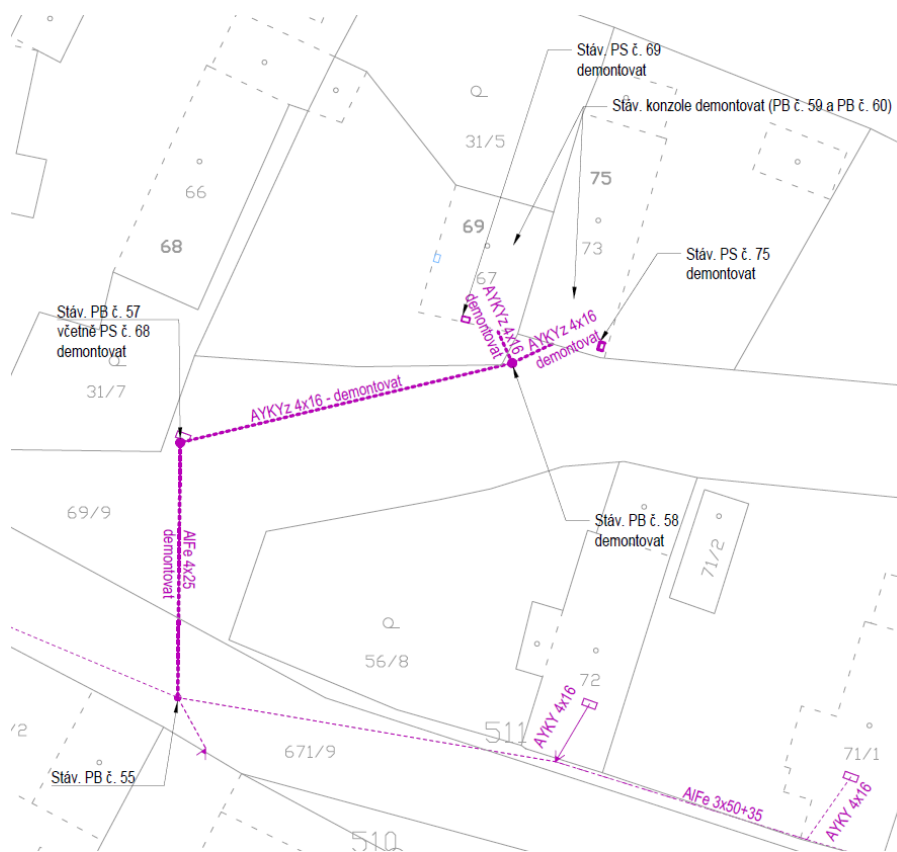 Stáv. PS č. 69
demontovat
Stáv. konzole demontovat (PB č. 59 a PB č. 60)
31/5
75
66
69
68
73
67
Stáv. PS č. 75
demontovat
Stáv. PB č. 57
včetně PS č. 68
demontovat
AYKYz 4x16
demontovat
AYKYz 4x16
demontovat
31/7
AYKYz 4x16 - demontovat
69/9
AlFe 4x25
demontovat
Stáv. PB č. 58
demontovat
71/2
56/8
72
/2
511
AYKY 4x16
671/9
71/1
Stáv. PB č. 55
AlFe 3x50+35
AYKY 4x16
510